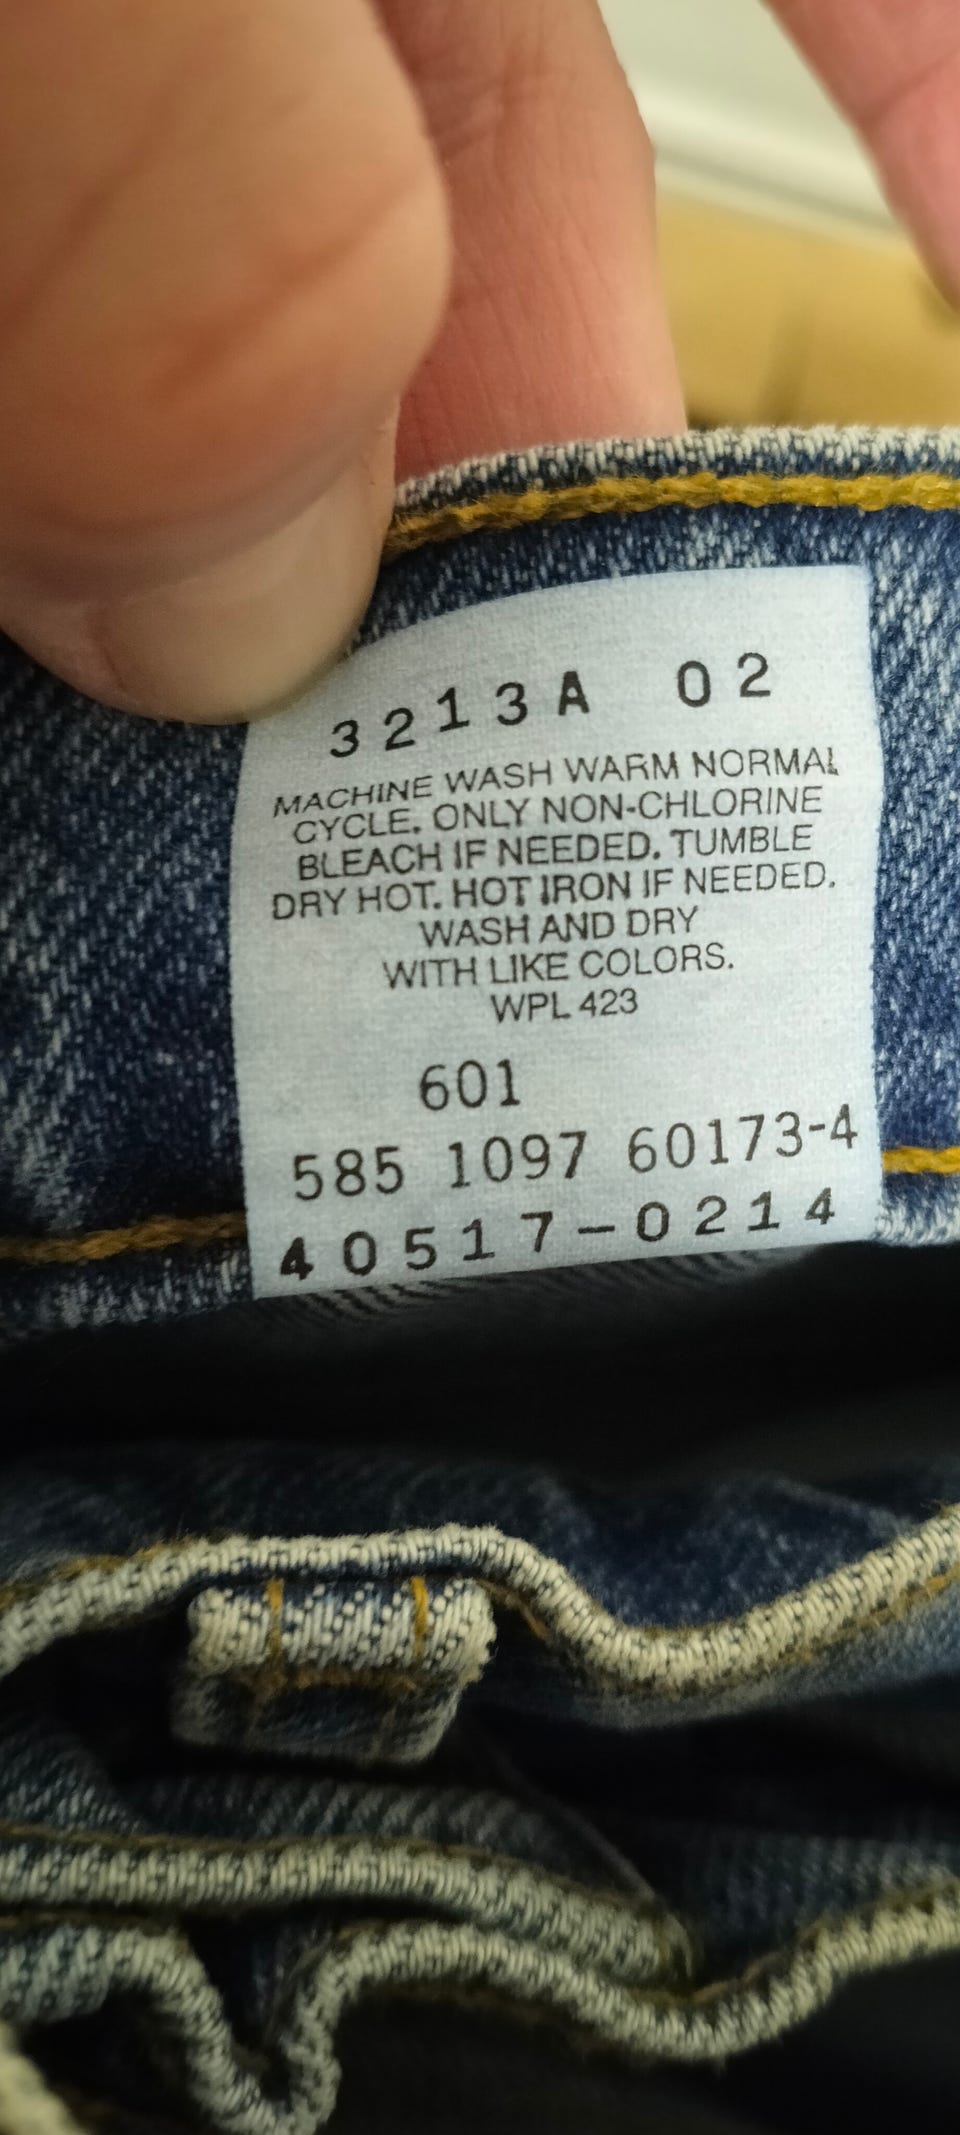 3213A 02
MACHINE WASH WARM NORMAL
CYCLE. ONLY NON-CHLORINE
BLEACH IF NEEDED. TUMBLE
DRY HOT. HOT IRON IF NEEDED.
WASH AND DRY
WITH LIKE COLORS.
WPL 423
601
585 1097 60173-4
40517-0214